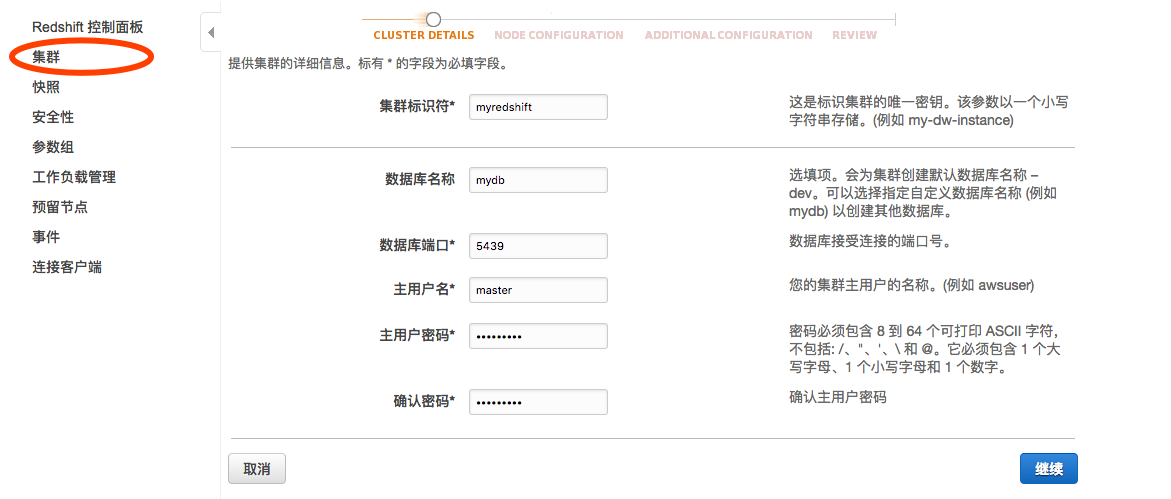 Redshift 控制面板
集群
快照
安全性
参数组
工作负载管理
预留节点
事件
连接客户端
CLUSTER DETAILS
NODE CONFIGURATION
ADDITIONAL CONFIGURATION
REVIEW
提供集群的详细信息。标有 * 的字段为必填字段。
集群标识符*
myredshift
这是标识集群的唯一密钥。该参数以一个小写
字符串存储。(例如 my-dw-instance)
数据库名称
mydb
选填项。会为集群创建默认数据库名称 –
dev。可以选择指定自定义数据库名称 (例如
mydb) 以创建其他数据库。
数据库端口*
5439
数据库接受连接的端口号。
主用户名*
master
您的集群主用户的名称。(例如 awsuser)
主用户密码*
•••••••••
密码必须包含 8 到 64 个可打印 ASCII 字符,
不包括: /、"、'、\ 和 @。它必须包含 1 个大
写字母、1 个小写字母和 1 个数字。
确认密码*
•••••••••
确认主用户密码
取消
继续